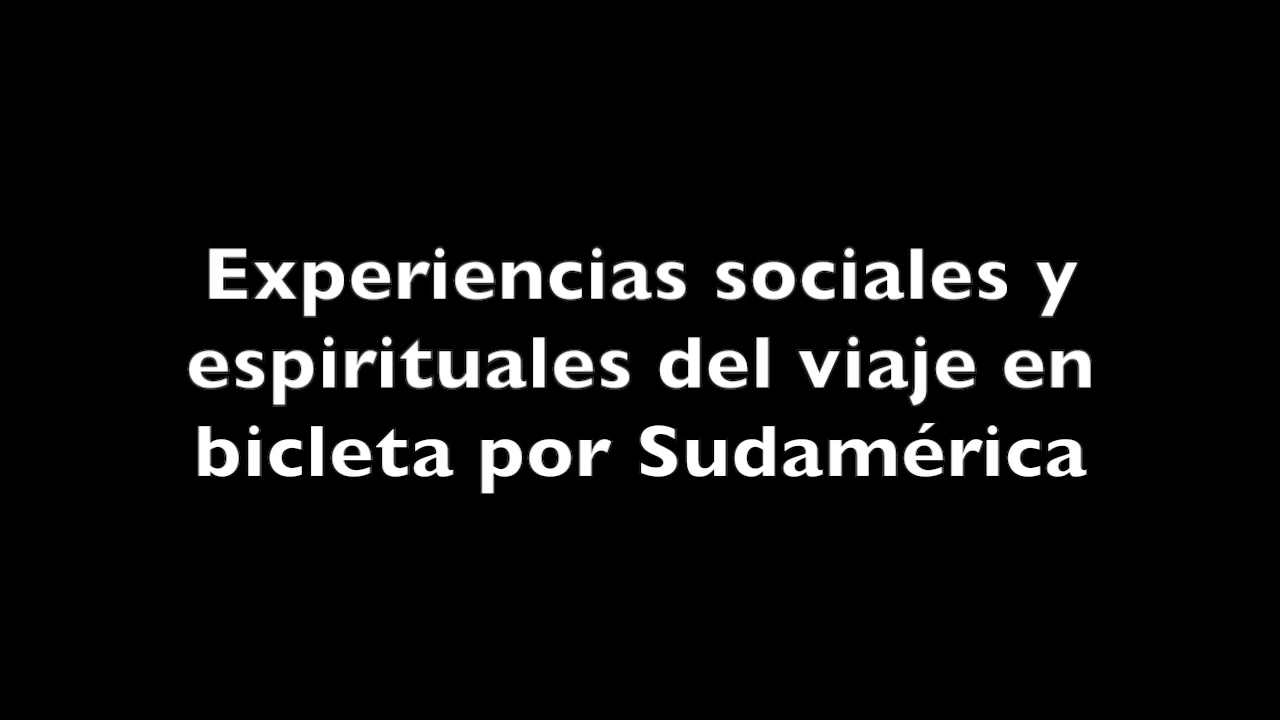 Experiencias sociales y
espirituales del viaje en
bicleta por Sudamérica